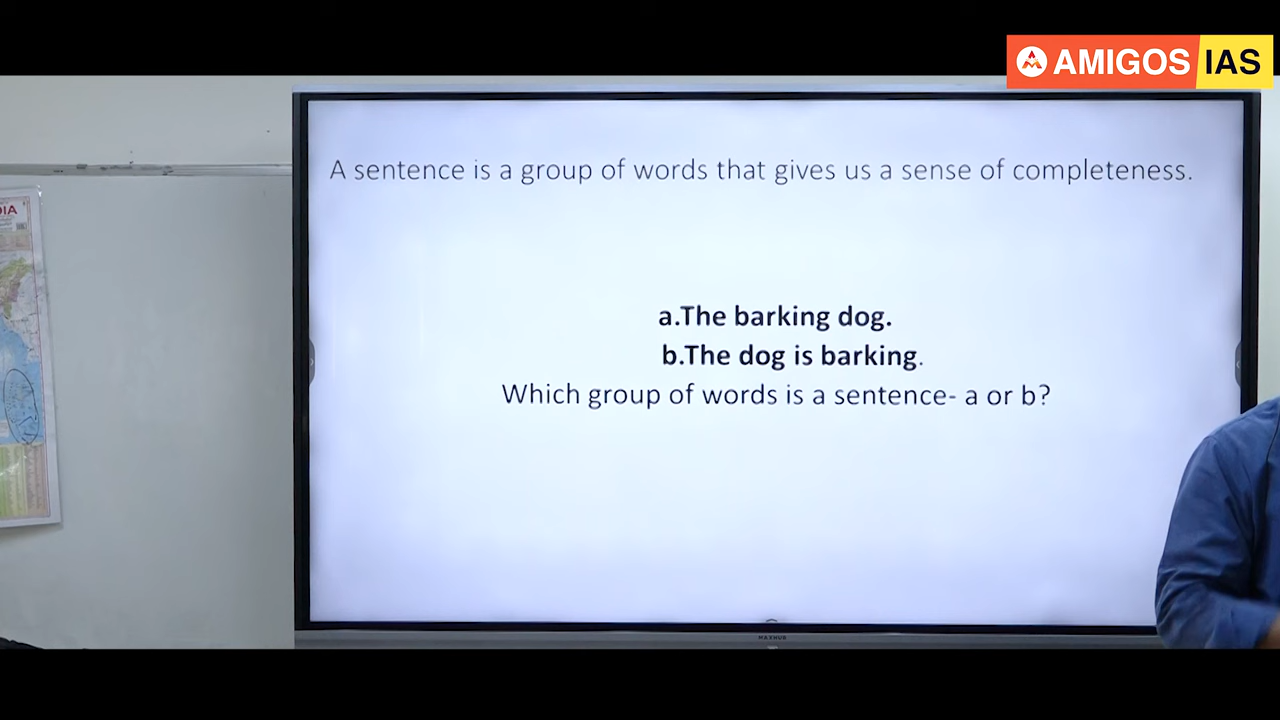 AMIGOS IAS
A sentence is a group of words that gives us a sense of completeness.
a.The barking dog.
b.The dog is barking.
Which group of words is a sentence- a or b?
MAXHUB